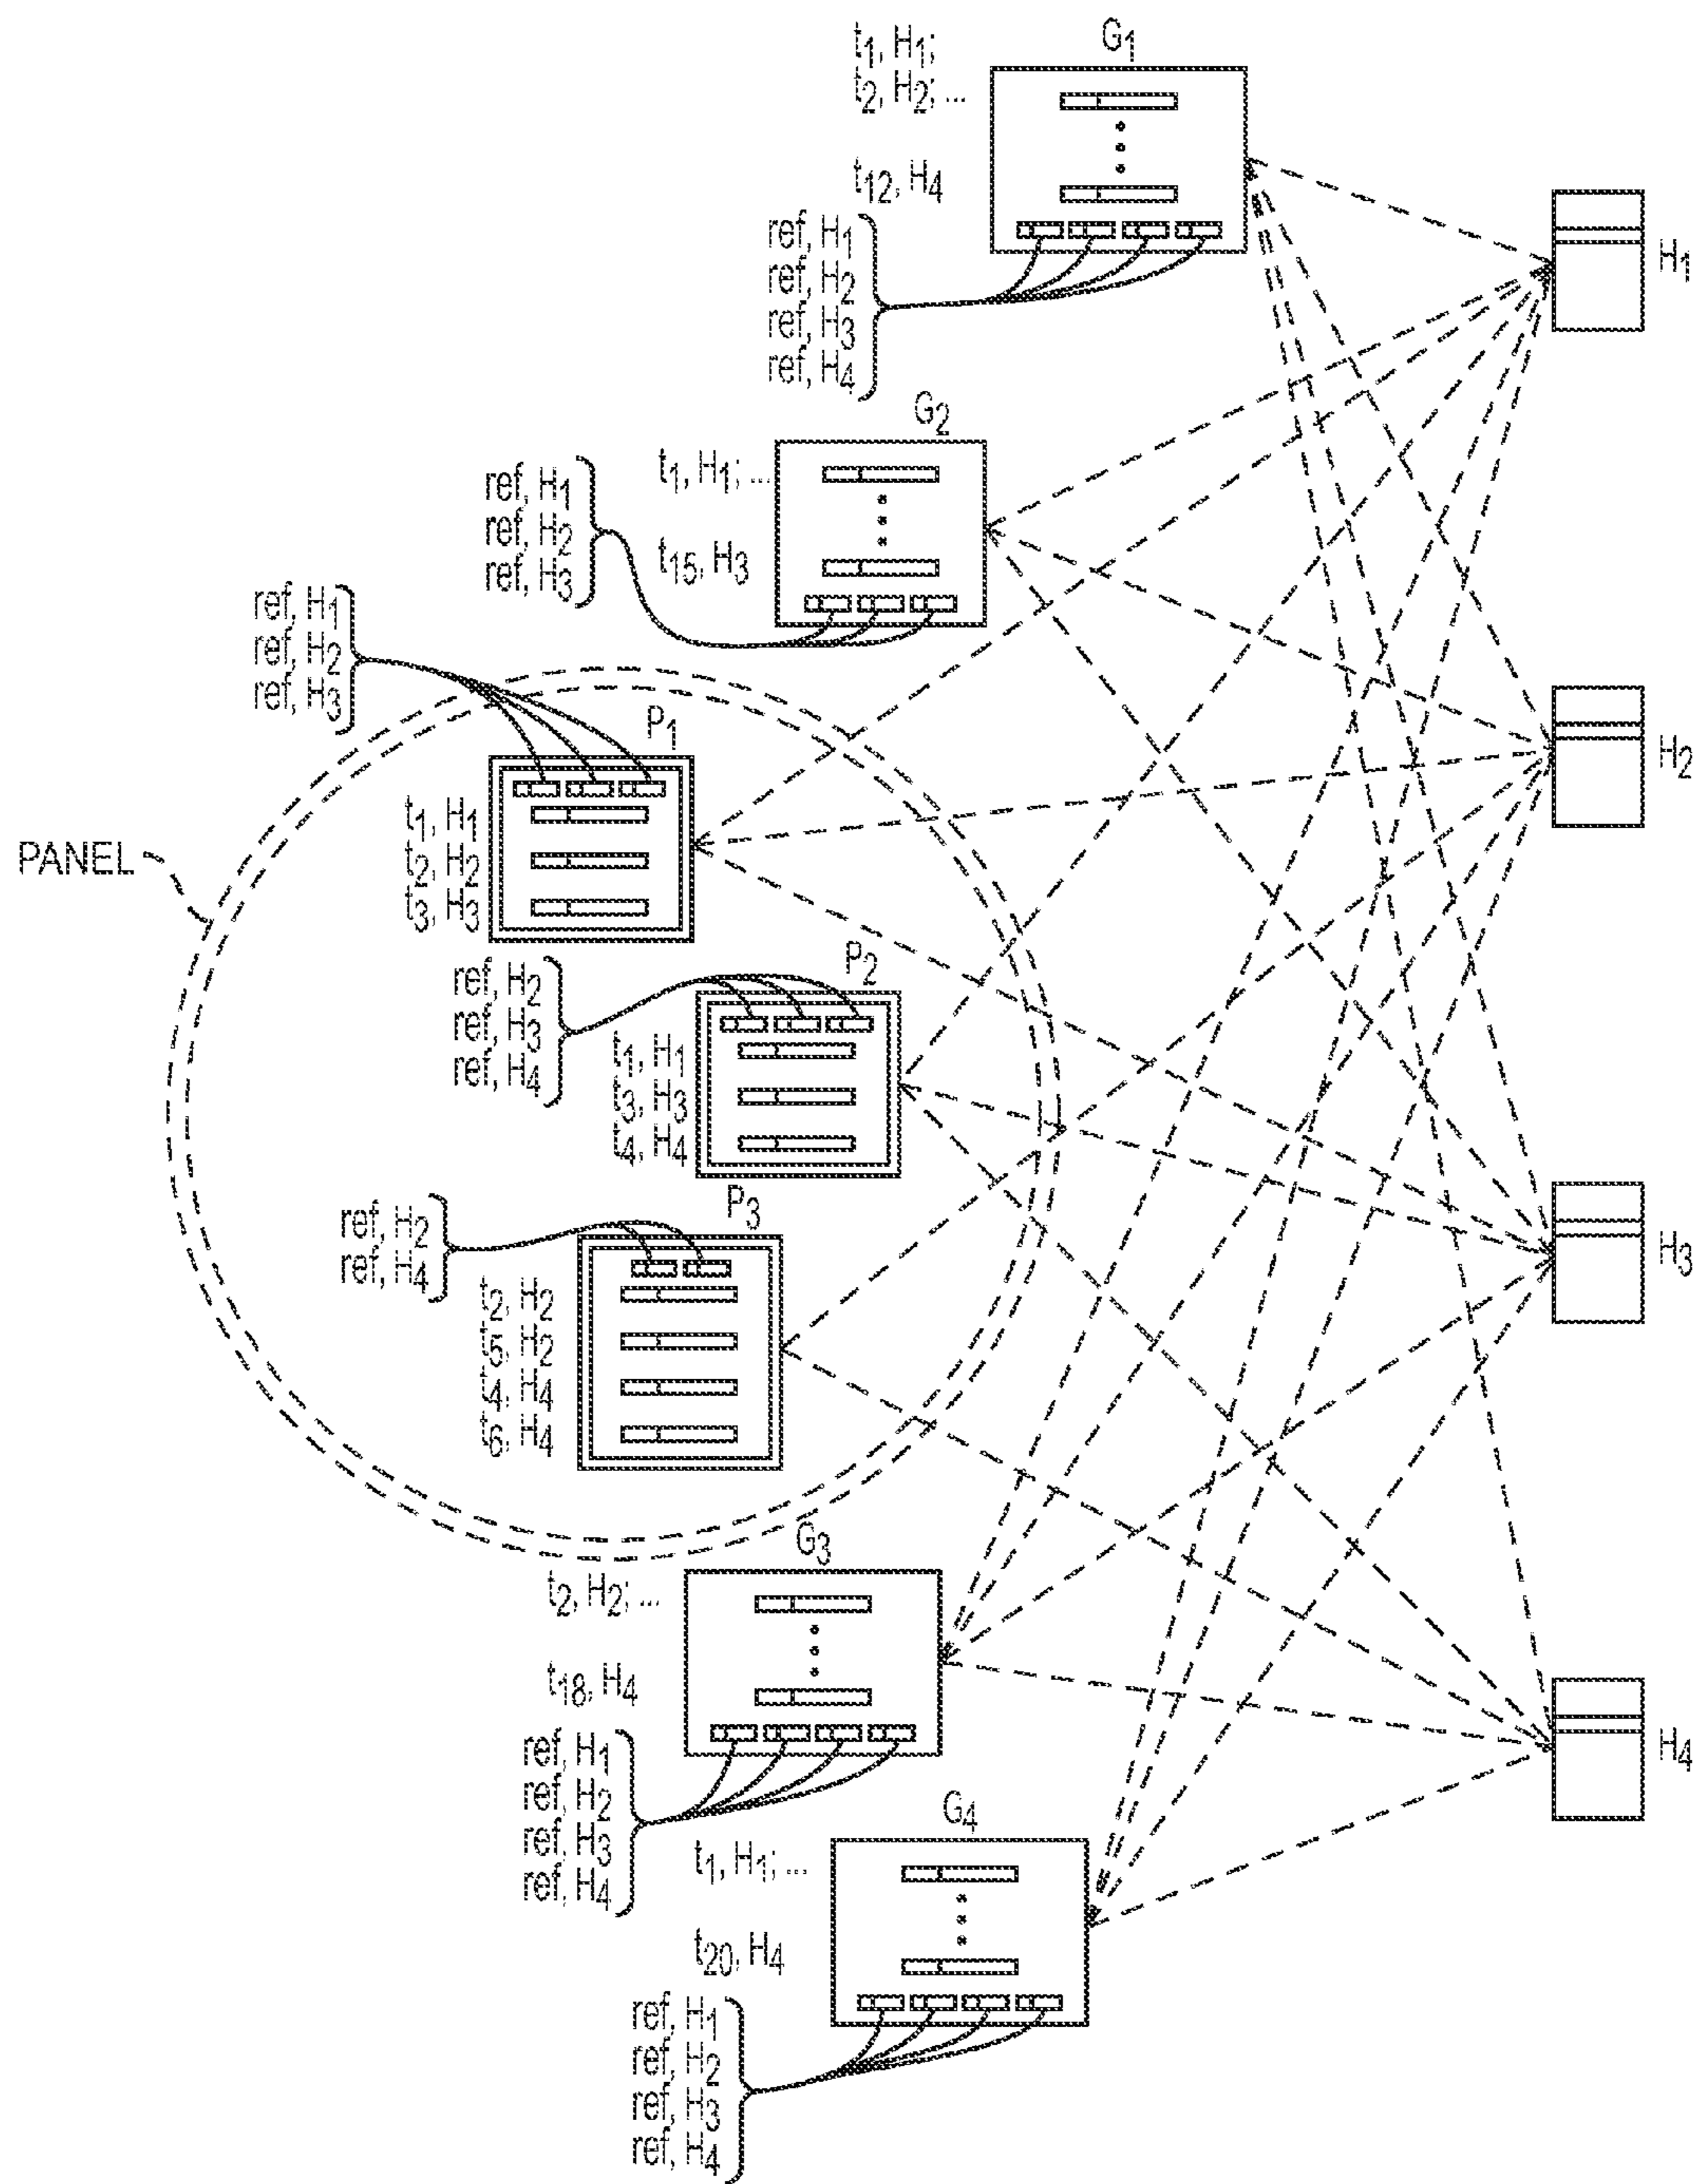 G1
t1, H1;
t2, H2; ...
t12, H4
ref, H1
ref, H2
ref, H3
ref, H4
H1
G2
t1, H1; ...
t15, H3
ref, H1
ref, H2
ref, H3
ref, H1
ref, H2
ref, H3
H2
PANEL
P1
t1, H1
t2, H2
t3, H3
P2
ref, H2
ref, H3
ref, H4
t1, H1
t3, H3
t4, H4
H3
P3
ref, H2
ref, H4
t2, H2
t5, H2
t4, H4
t6, H4
G3
t2, H2; ...
t18, H4
ref, H1
ref, H2
ref, H3
ref, H4
H4
G4
t1, H1; ...
t20, H4
ref, H1
ref, H2
ref, H3
ref, H4